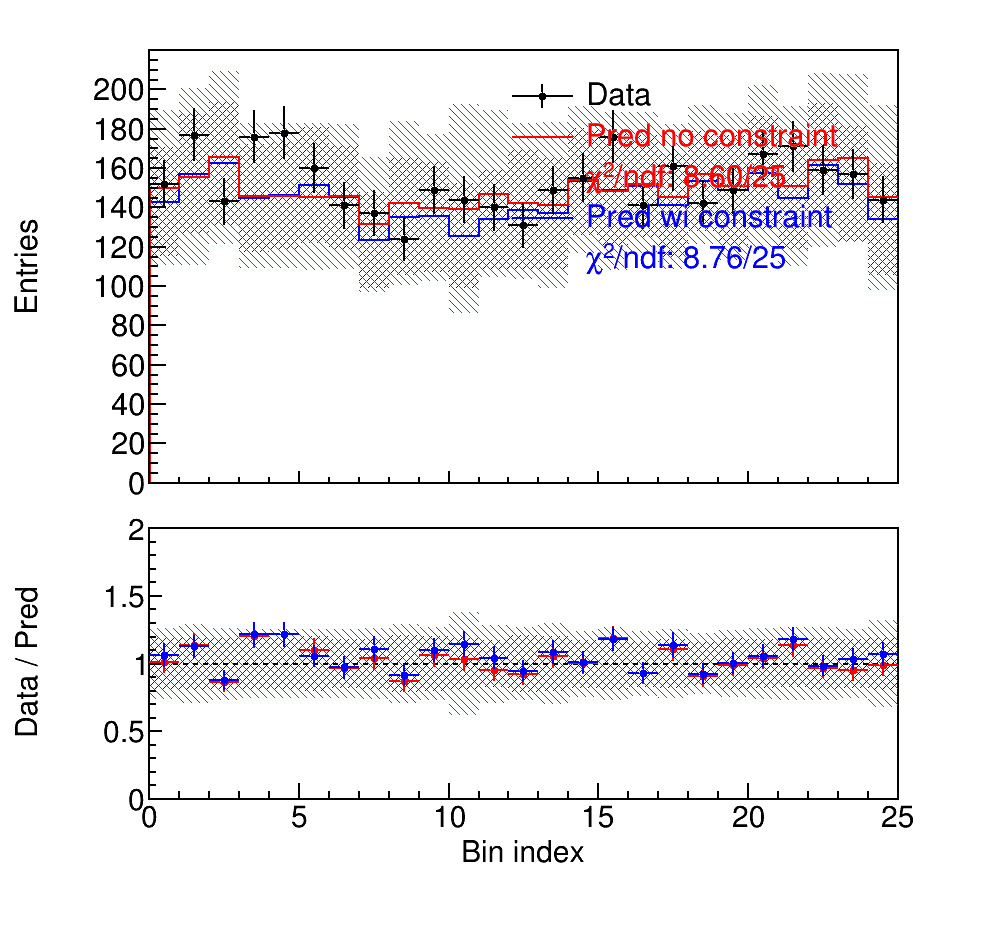 Entries
200
180
160
140
120
100
80
60
40
20
0
Data
Pred no constraint
χ²/ndf: 8.60/25
Pred wi constraint
χ²/ndf: 8.76/25
Data / Pred
2
1.5
1
0.5
0
0 5 10 15 20 25
Bin index